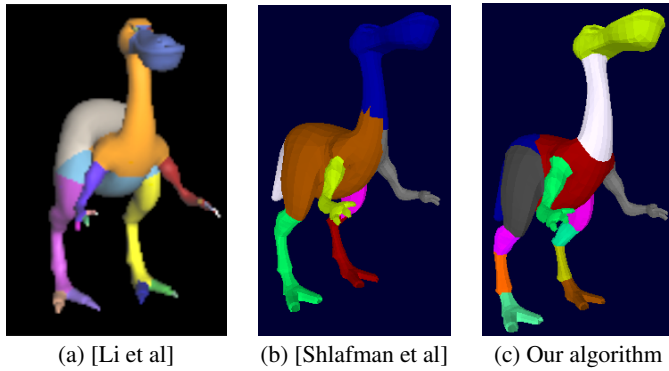 (a) [Li et al]
(b) [Shlafman et al]
(c) Our algorithm